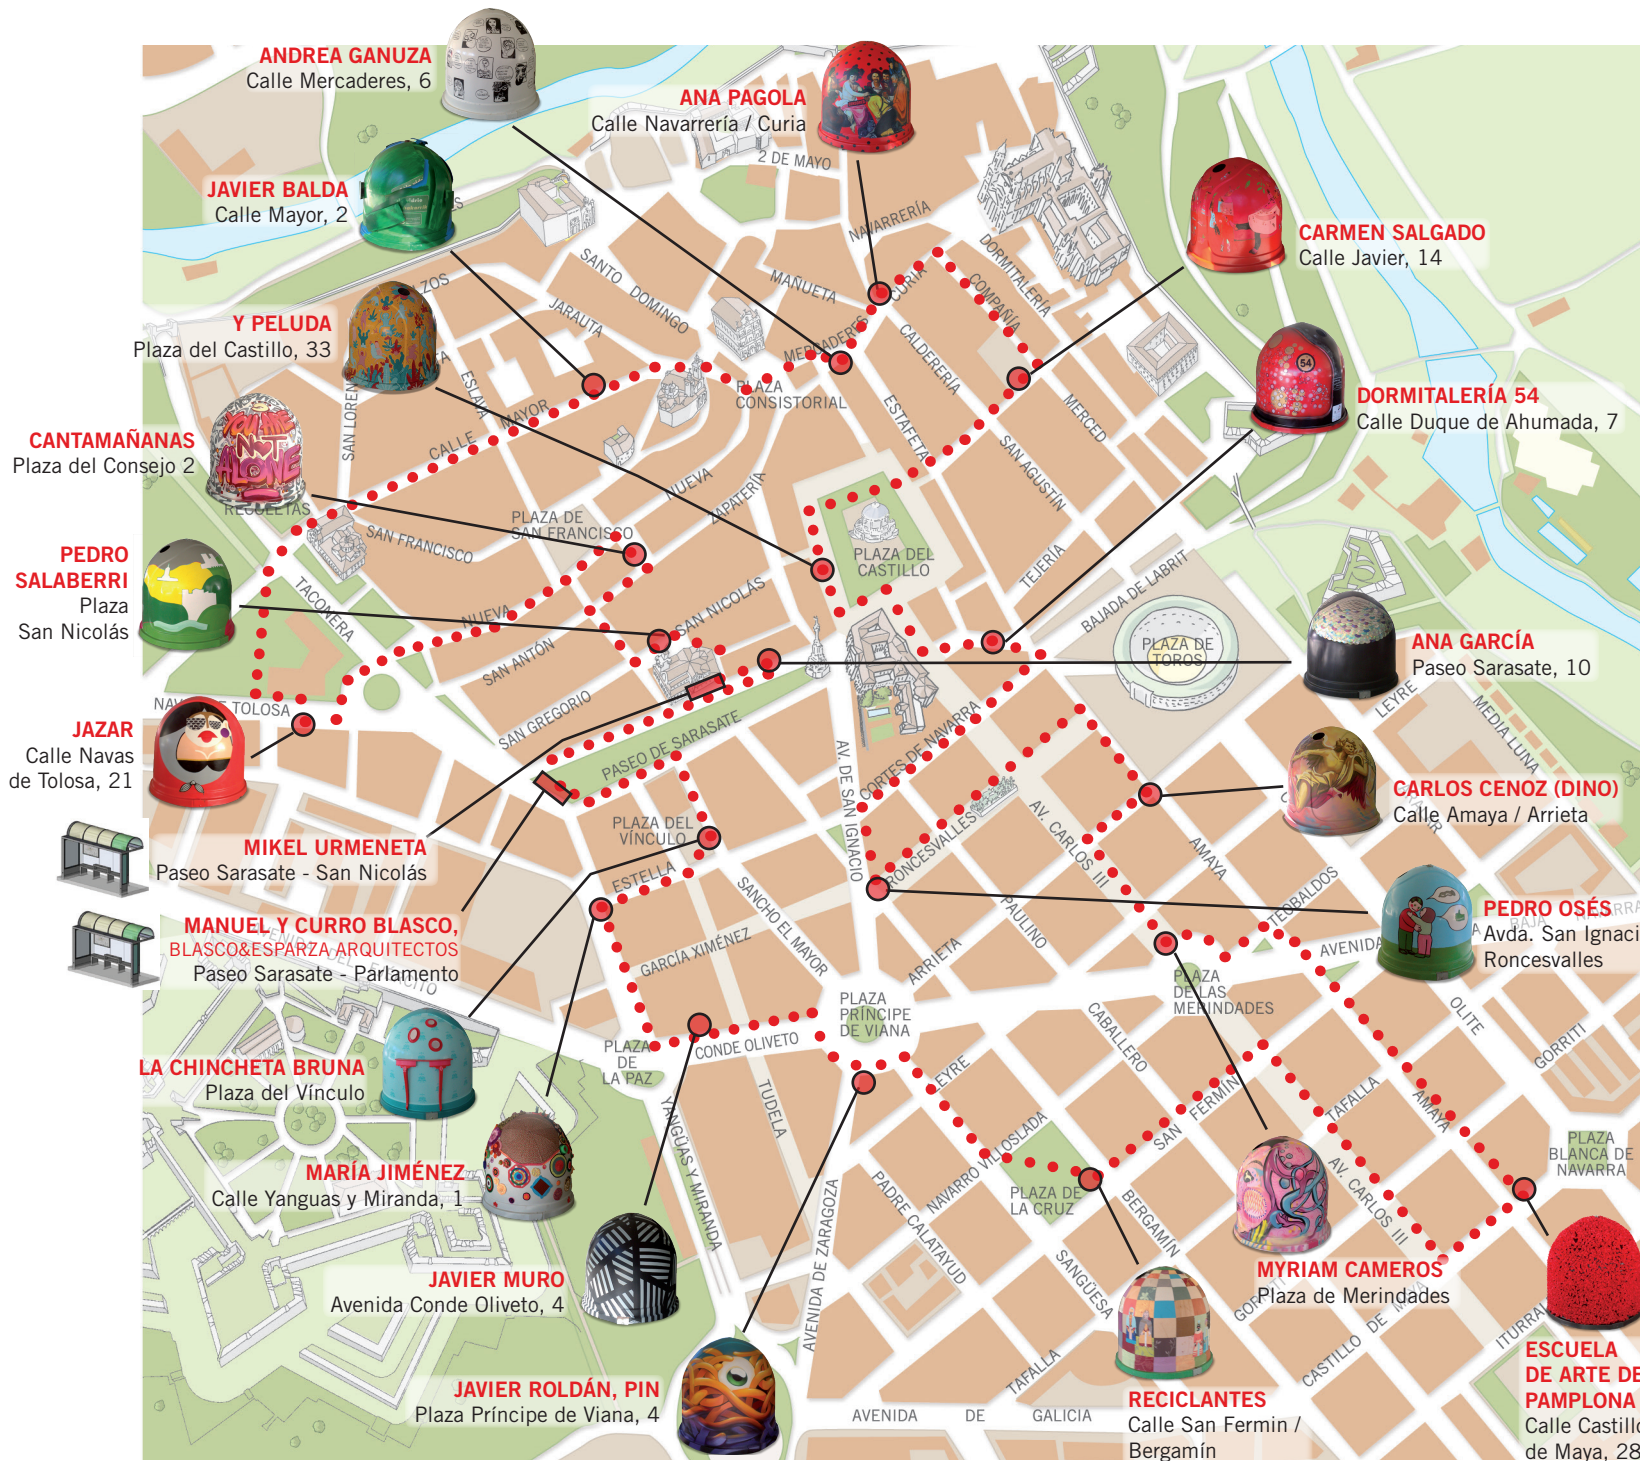 ANDREA GANUZA
Calle Mercaderes, 6
ANA PAGOLA
Calle Navarrería / Curia
JAVIER BALDA
Calle Mayor, 2
CARMEN SALGADO
Calle Javier, 14
Y PELUDA
Plaza del Castillo, 33
DORMITALERÍA 54
Calle Duque de Ahumada, 7
CANTAMAÑANAS
Plaza del Consejo 2
PEDRO
SALABERRI
Plaza
San Nicolás
ANA GARCÍA
Paseo Sarasate, 10
JAZAR
Calle Navas
de Tolosa, 21
CARLOS CENOZ (DINO)
Calle Amaya / Arrieta
MIKEL URMENETA
Paseo Sarasate - San Nicolás
MANUEL Y CURRO BLASCO,
BLASCO&ESPARZA ARQUITECTOS
Paseo Sarasate - Parlamento
PEDRO OSÉS
Avda. San Ignaci
Roncesvalles
LA CHINCHETA BRUNA
Plaza del Vínculo
MARÍA JIMÉNEZ
Calle Yanguas y Miranda, 1
JAVIER MURO
Avenida Conde Oliveto, 4
MYRIAM CAMEROS
Plaza de Merindades
JAVIER ROLDÁN, PIN
Plaza Príncipe de Viana, 4
RECICLANTES
Calle San Fermin /
Bergamín
ESCUELA
DE ARTE DE
PAMPLONA
Calle Castillo
de Maya, 28
2 DE MAYO
NAVARRERÍA
DORMITALERÍA
COMPAÑÍA
CURIA
MAÑUETA
SANTO DOMINGO
JARAUTA
MERCADERES
CALDERERÍA
PLAZA
CONSISTORIAL
ESTAFETA
MERCED
SAN AGUSTÍN
ESLAVA
CALLE MAYOR
NUEVA
ZAPATERÍA
RECOLETAS
SAN FRANCISCO
PLAZA DE
SAN FRANCISCO
TACONERA
NUEVA
SAN ANTÓN
SAN NICOLÁS
SAN GREGORIO
PASEO DE SARASATE
PLAZA DEL
CASTILLO
TEJERÍA
BAJADA DE LABRIT
PLAZA DE
TOROS
YOU ARE
NOT
ALONE
54
LEYRE
MEDIA LUNA
PLAZA DEL
VÍNCULO
ESTELLA
SANCHO EL MAYOR
GARCÍA XIMÉNEZ
AV. DE SAN IGNACIO
CORTES DE NAVARRA
RONCESVALLES
AV. CARLOS III
PAULINO
CABALLERO
ARRIETA
AMAYA
TEOBALDOS
PLAZA
DE LAS
MERINDADES
PLAZA
PRÍNCIPE
DE VIANA
PLAZA
DE
LA PAZ
CONDE OLIVETO
TUDELA
YANGÜAS Y MIRANDA
AVENIDA DE ZARAGOZA
LEYRE
NAVARRO VILLOSLADA
PADRE CALATAYUD
PLAZA DE
LA CRUZ
SAN FERMÍN
BERGAMÍN
SANGÜESA
TAFALLA
AV. CARLOS III
TAFALLA
AMAYA
OLITE
GORRITI
PLAZA
BLANCA DE
NAVARRA
AVENIDA DE GALICIA